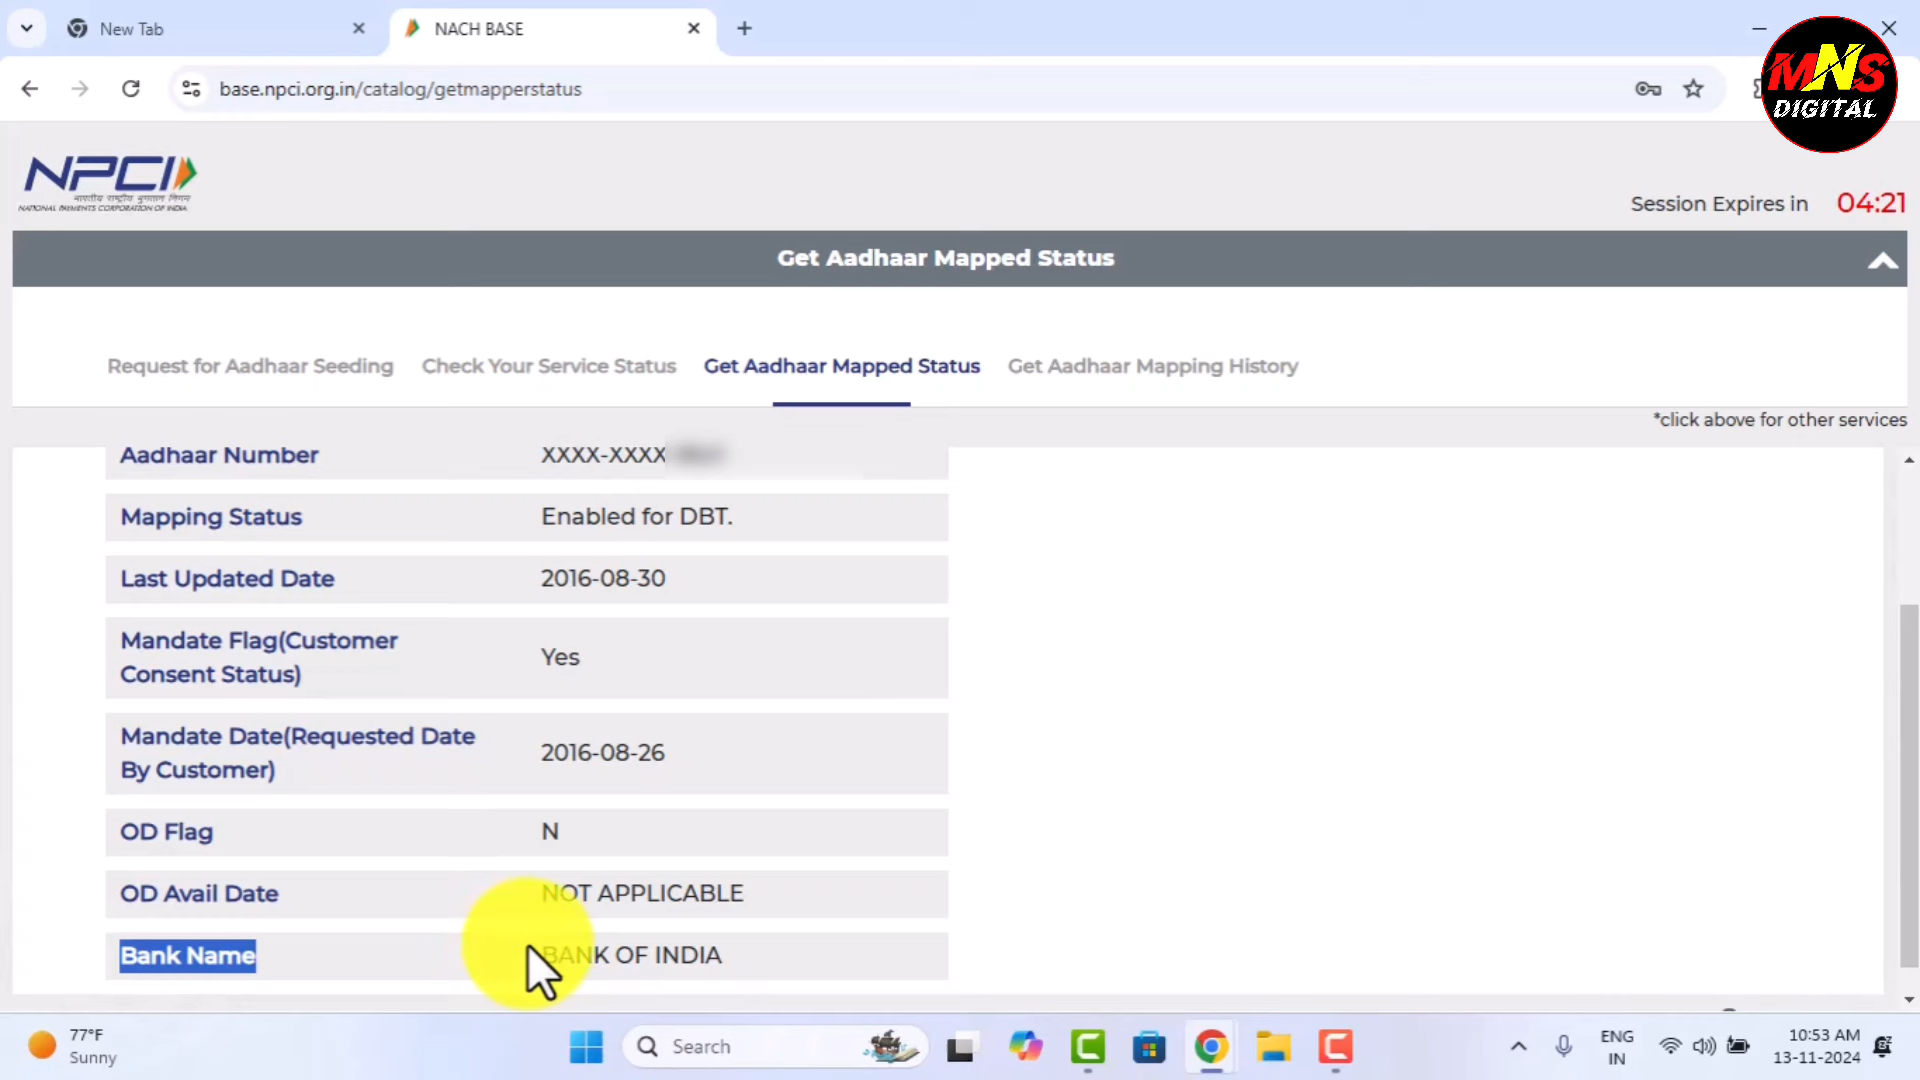 New Tab
NACH BASE
base.npci.org.in/catalog/getmapperstatus
MNS
DIGITAL
NPCI
भारतीय राष्ट्रीय भुगतान निगम
NATIONAL PAYMENTS CORPORATION OF INDIA
Session Expires in 04:21
Get Aadhaar Mapped Status
Request for Aadhaar Seeding Check Your Service Status Get Aadhaar Mapped Status Get Aadhaar Mapping History
*click above for other services
Aadhaar Number XXXX-XXXX
Mapping Status Enabled for DBT.
Last Updated Date 2016-08-30
Mandate Flag(Customer
Consent Status) Yes
Mandate Date(Requested Date
By Customer) 2016-08-26
OD Flag N
OD Avail Date NOT APPLICABLE
Bank Name BANK OF INDIA
77°F
Sunny
Search
ENG
IN
10:53 AM
13-11-2024